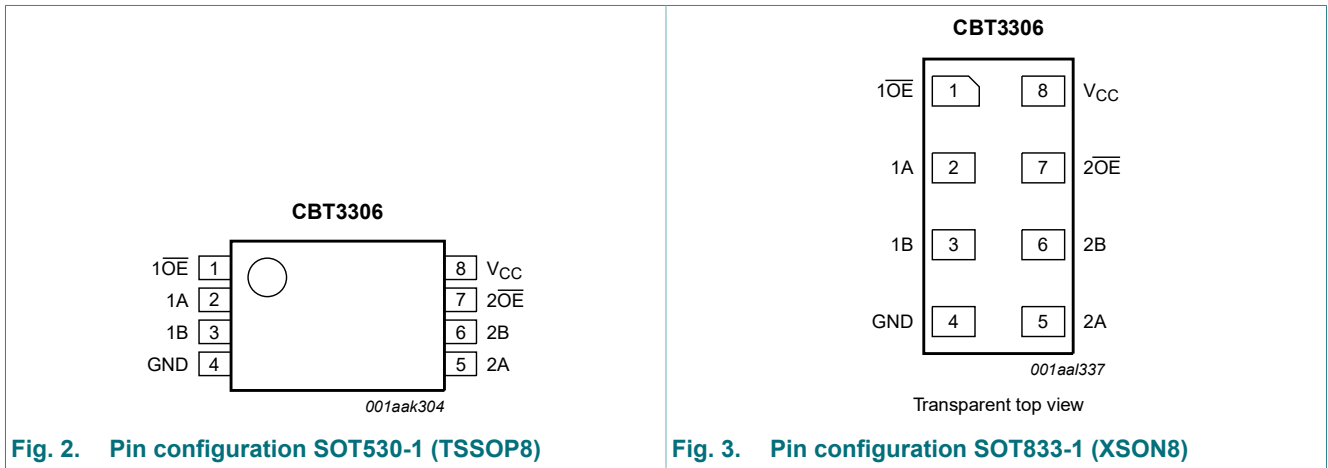 CBT3306
1OE 1
1A 2
1B 3
GND 4
8 VCC
7 2OE
6 2B
5 2A
001aak304
Fig. 2. Pin configuration SOT530-1 (TSSOP8)
CBT3306
1OE 1
1A 2
1B 3
GND 4
8 VCC
7 2OE
6 2B
5 2A
001aal337
Transparent top view
Fig. 3. Pin configuration SOT833-1 (XSON8)